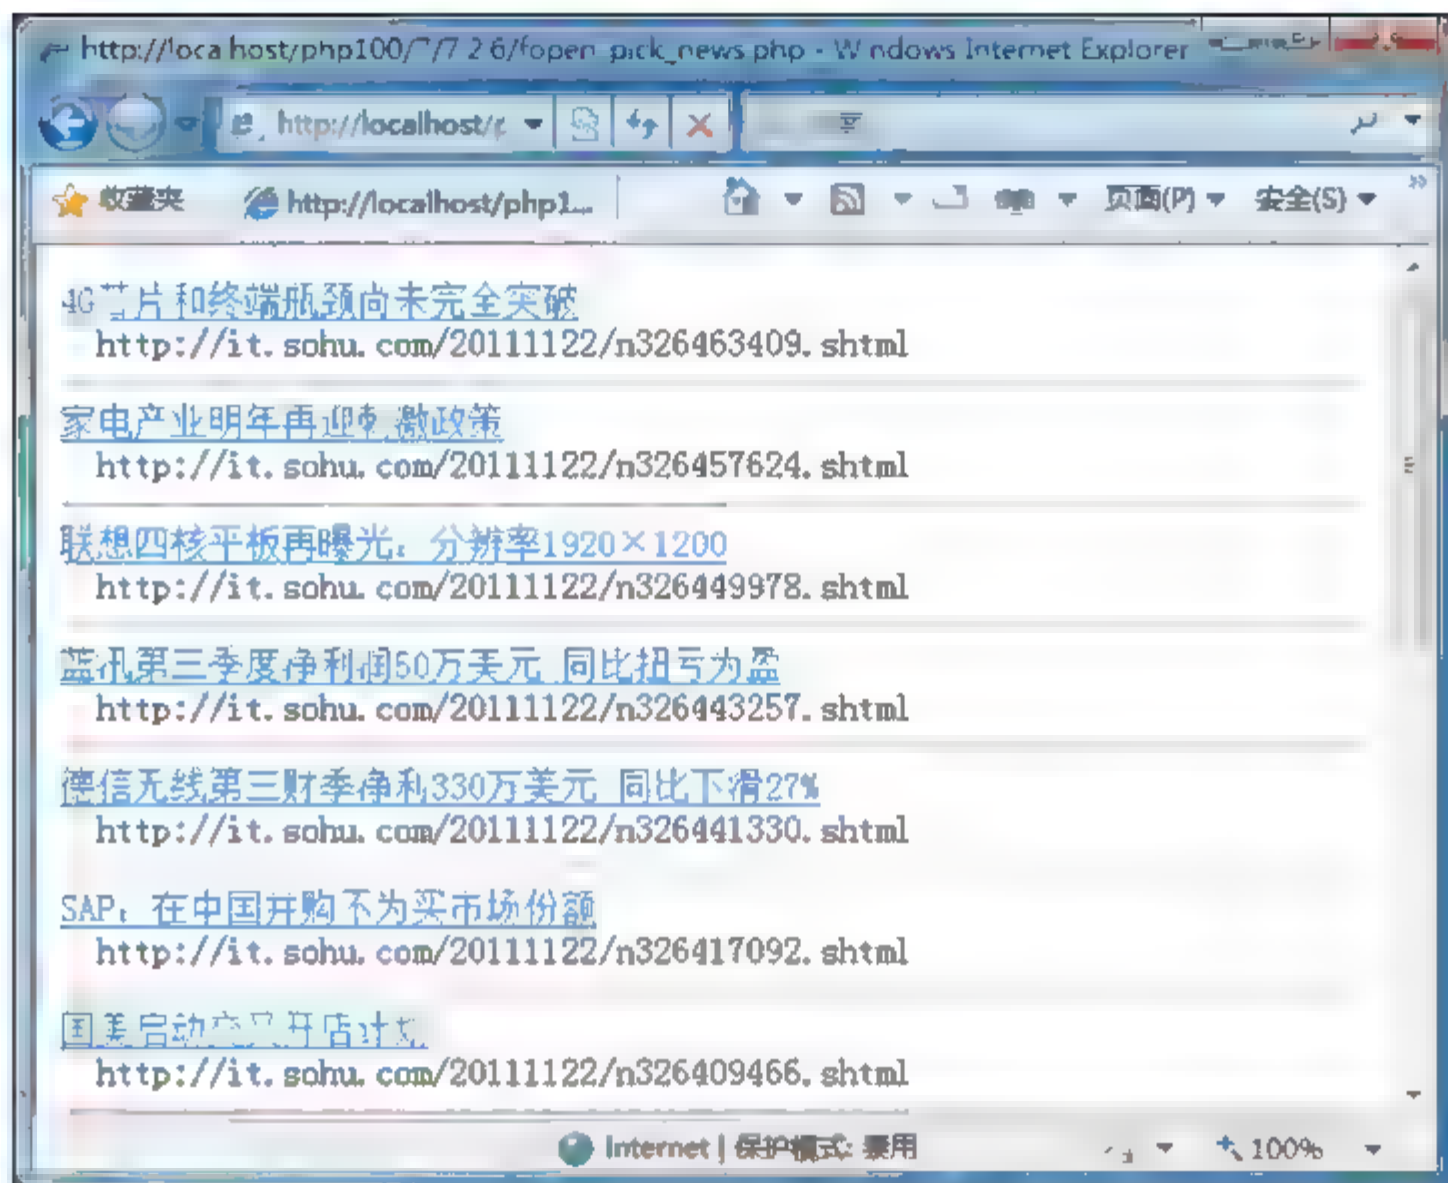 http://localhost/php100/7/7.2.6/fopen_pick_news.php - Windows Internet Explorer
http://localhost/p
收藏夹 http://localhost/php1... 页面(P) 安全(S)
4G芯片和终端瓶颈尚未完全突破
http://it.sohu.com/20111122/n326463409.shtml
家电产业明年再迎刺激政策
http://it.sohu.com/20111122/n326457624.shtml
联想四核平板再曝光：分辨率1920×1200
http://it.sohu.com/20111122/n326449978.shtml
蓝汛第三季度净利润50万美元 同比扭亏为盈
http://it.sohu.com/20111122/n326443257.shtml
德信无线第三财季净利330万美元 同比下滑27%
http://it.sohu.com/20111122/n326441330.shtml
SAP：在中国并购不为买市场份额
http://it.sohu.com/20111122/n326417092.shtml
国美启动 开店计划
http://it.sohu.com/20111122/n326409466.shtml
Internet | 保护模式: 禁用 100%